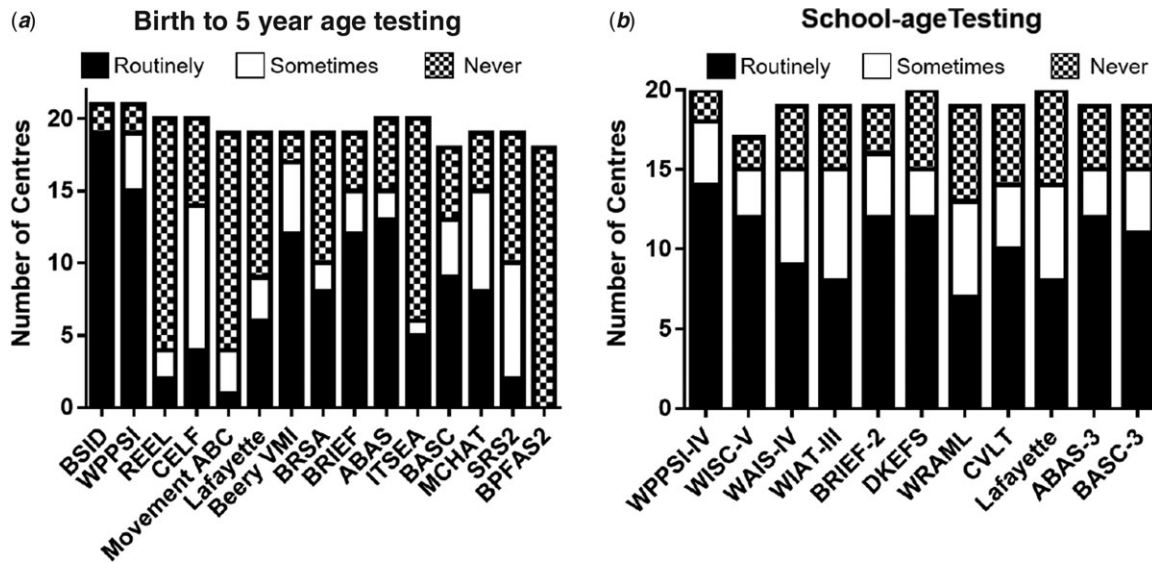 (a) Birth to 5 year age testing
Routinely Sometimes Never
Number of Centres
20
15
10
5
0
BSID
WPPSI
REEL
CELF
Movement ABC
Lafayette
Beery VMI
BRSA
BRIEF
ABAS
ITSEA
BASC
MCHAT
SRS2
BPFAS2
(b) School-ageTesting
Routinely Sometimes Never
Number of Centres
20
15
10
5
0
WPPSI-IV
WISC-V
WAIS-IV
WIAT-III
BRIEF-2
DKEFS
WRAML
CVLT
Lafayette
ABAS-3
BASC-3